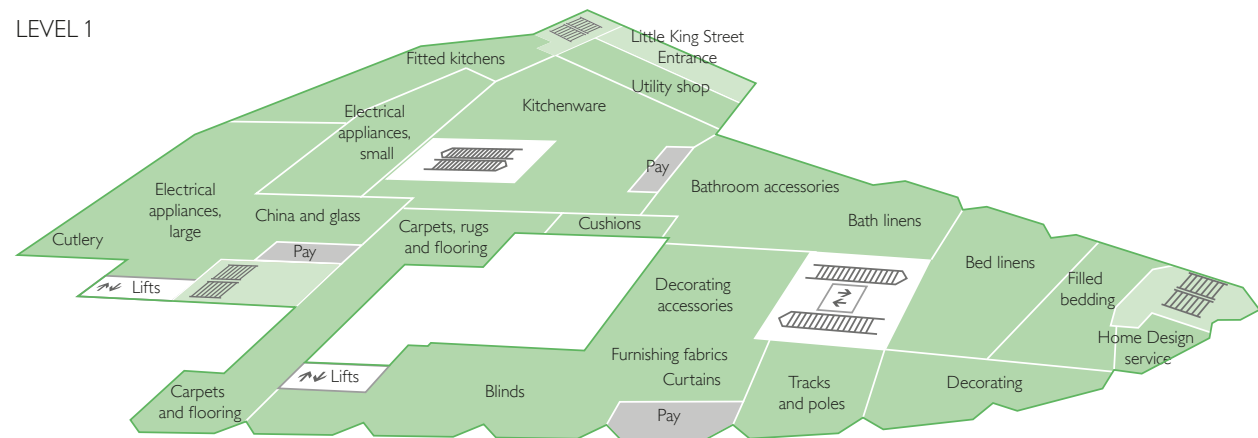 LEVEL 1
Little King Street
Entrance
Fitted kitchens
Utility shop
Kitchenware
Electrical
appliances,
small
Pay
Bathroom accessories
Electrical
appliances,
large
China and glass
Carpets, rugs
and flooring
Cushions
Bath linens
Cutlery
Pay
Bed linens
Lifts
Decorating
accessories
Filled
bedding
Home Design
service
Furnishing fabrics
Curtains
Lifts
Carpets
and flooring
Blinds
Tracks
and poles
Decorating
Pay